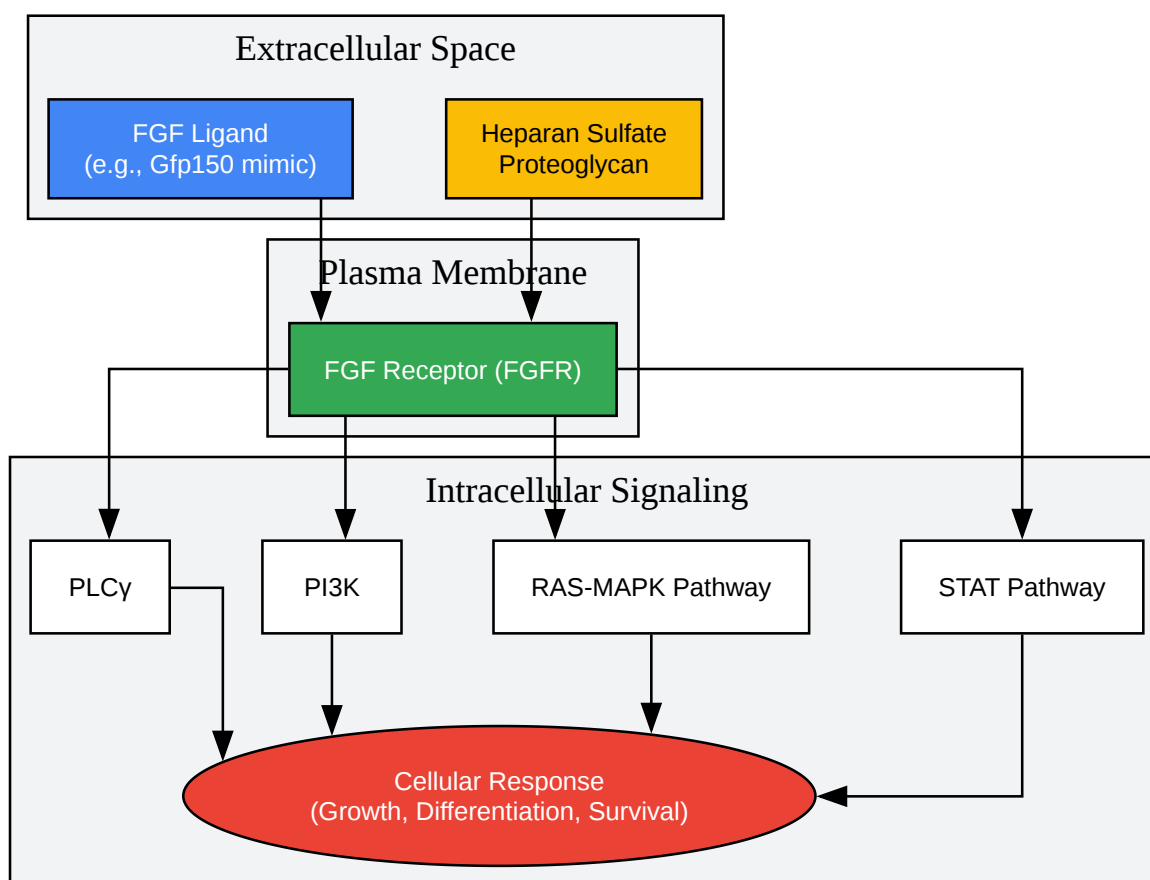 Extracellular Space
FGF Ligand
(e.g., Gfp150 mimic)
Heparan Sulfate
Proteoglycan
Plasma Membrane
FGF Receptor (FGFR)
Intracellular Signaling
PLCγ
PI3K
RAS-MAPK Pathway
STAT Pathway
Cellular Response
(Growth, Differentiation, Survival)